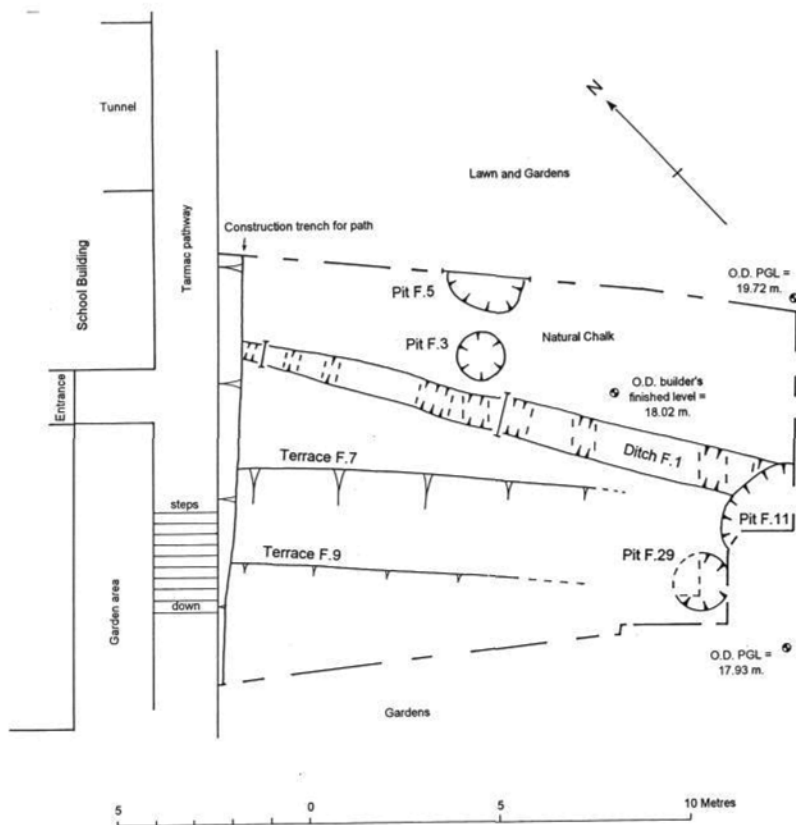 Tunnel
N
Lawn and Gardens
School Building
Tarmac pathway
Construction trench for path
O.D. PGL =
19.72 m.
Pit F.5
Pit F.3
Natural Chalk
Entrance
O.D. builder's
finished level =
18.02 m.
Ditch F.1
Terrace F.7
Pit F.11
steps
Terrace F.9
Pit F.29
Garden area
down
O.D. PGL =
17.93 m.
Gardens
5 0 5 10 Metres